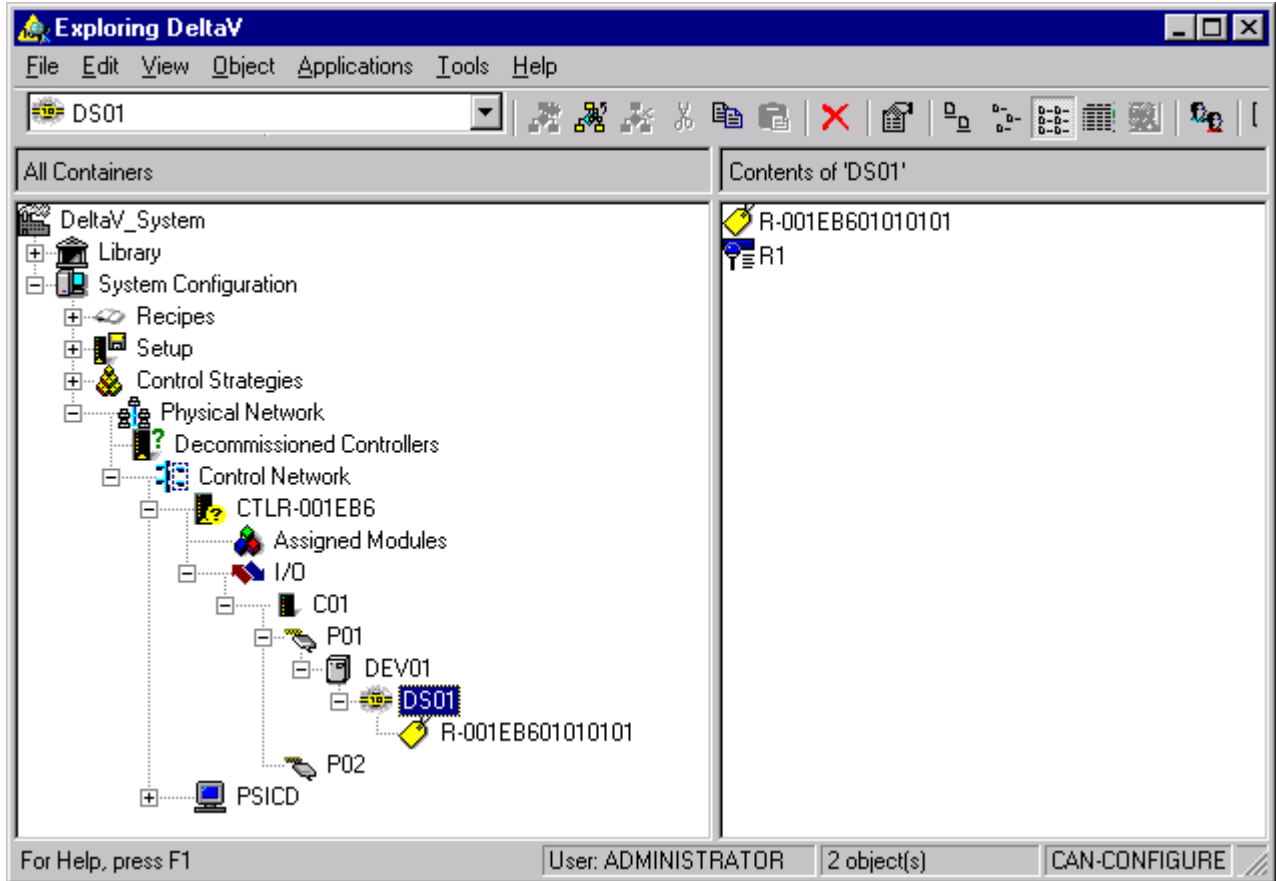 Exploring DeltaV
File Edit View Object Applications Tools Help
DS01
All Containers
Contents of 'DS01'
DeltaV_System
Library
System Configuration
Recipes
Setup
Control Strategies
Physical Network
Decommissioned Controllers
Control Network
CTLR-001EB6
Assigned Modules
I/O
C01
P01
DEV01
DS01
R-001EB601010101
P02
PSICD
R-001EB601010101
R1
For Help, press F1
User: ADMINISTRATOR
2 object(s)
CAN-CONFIGURE